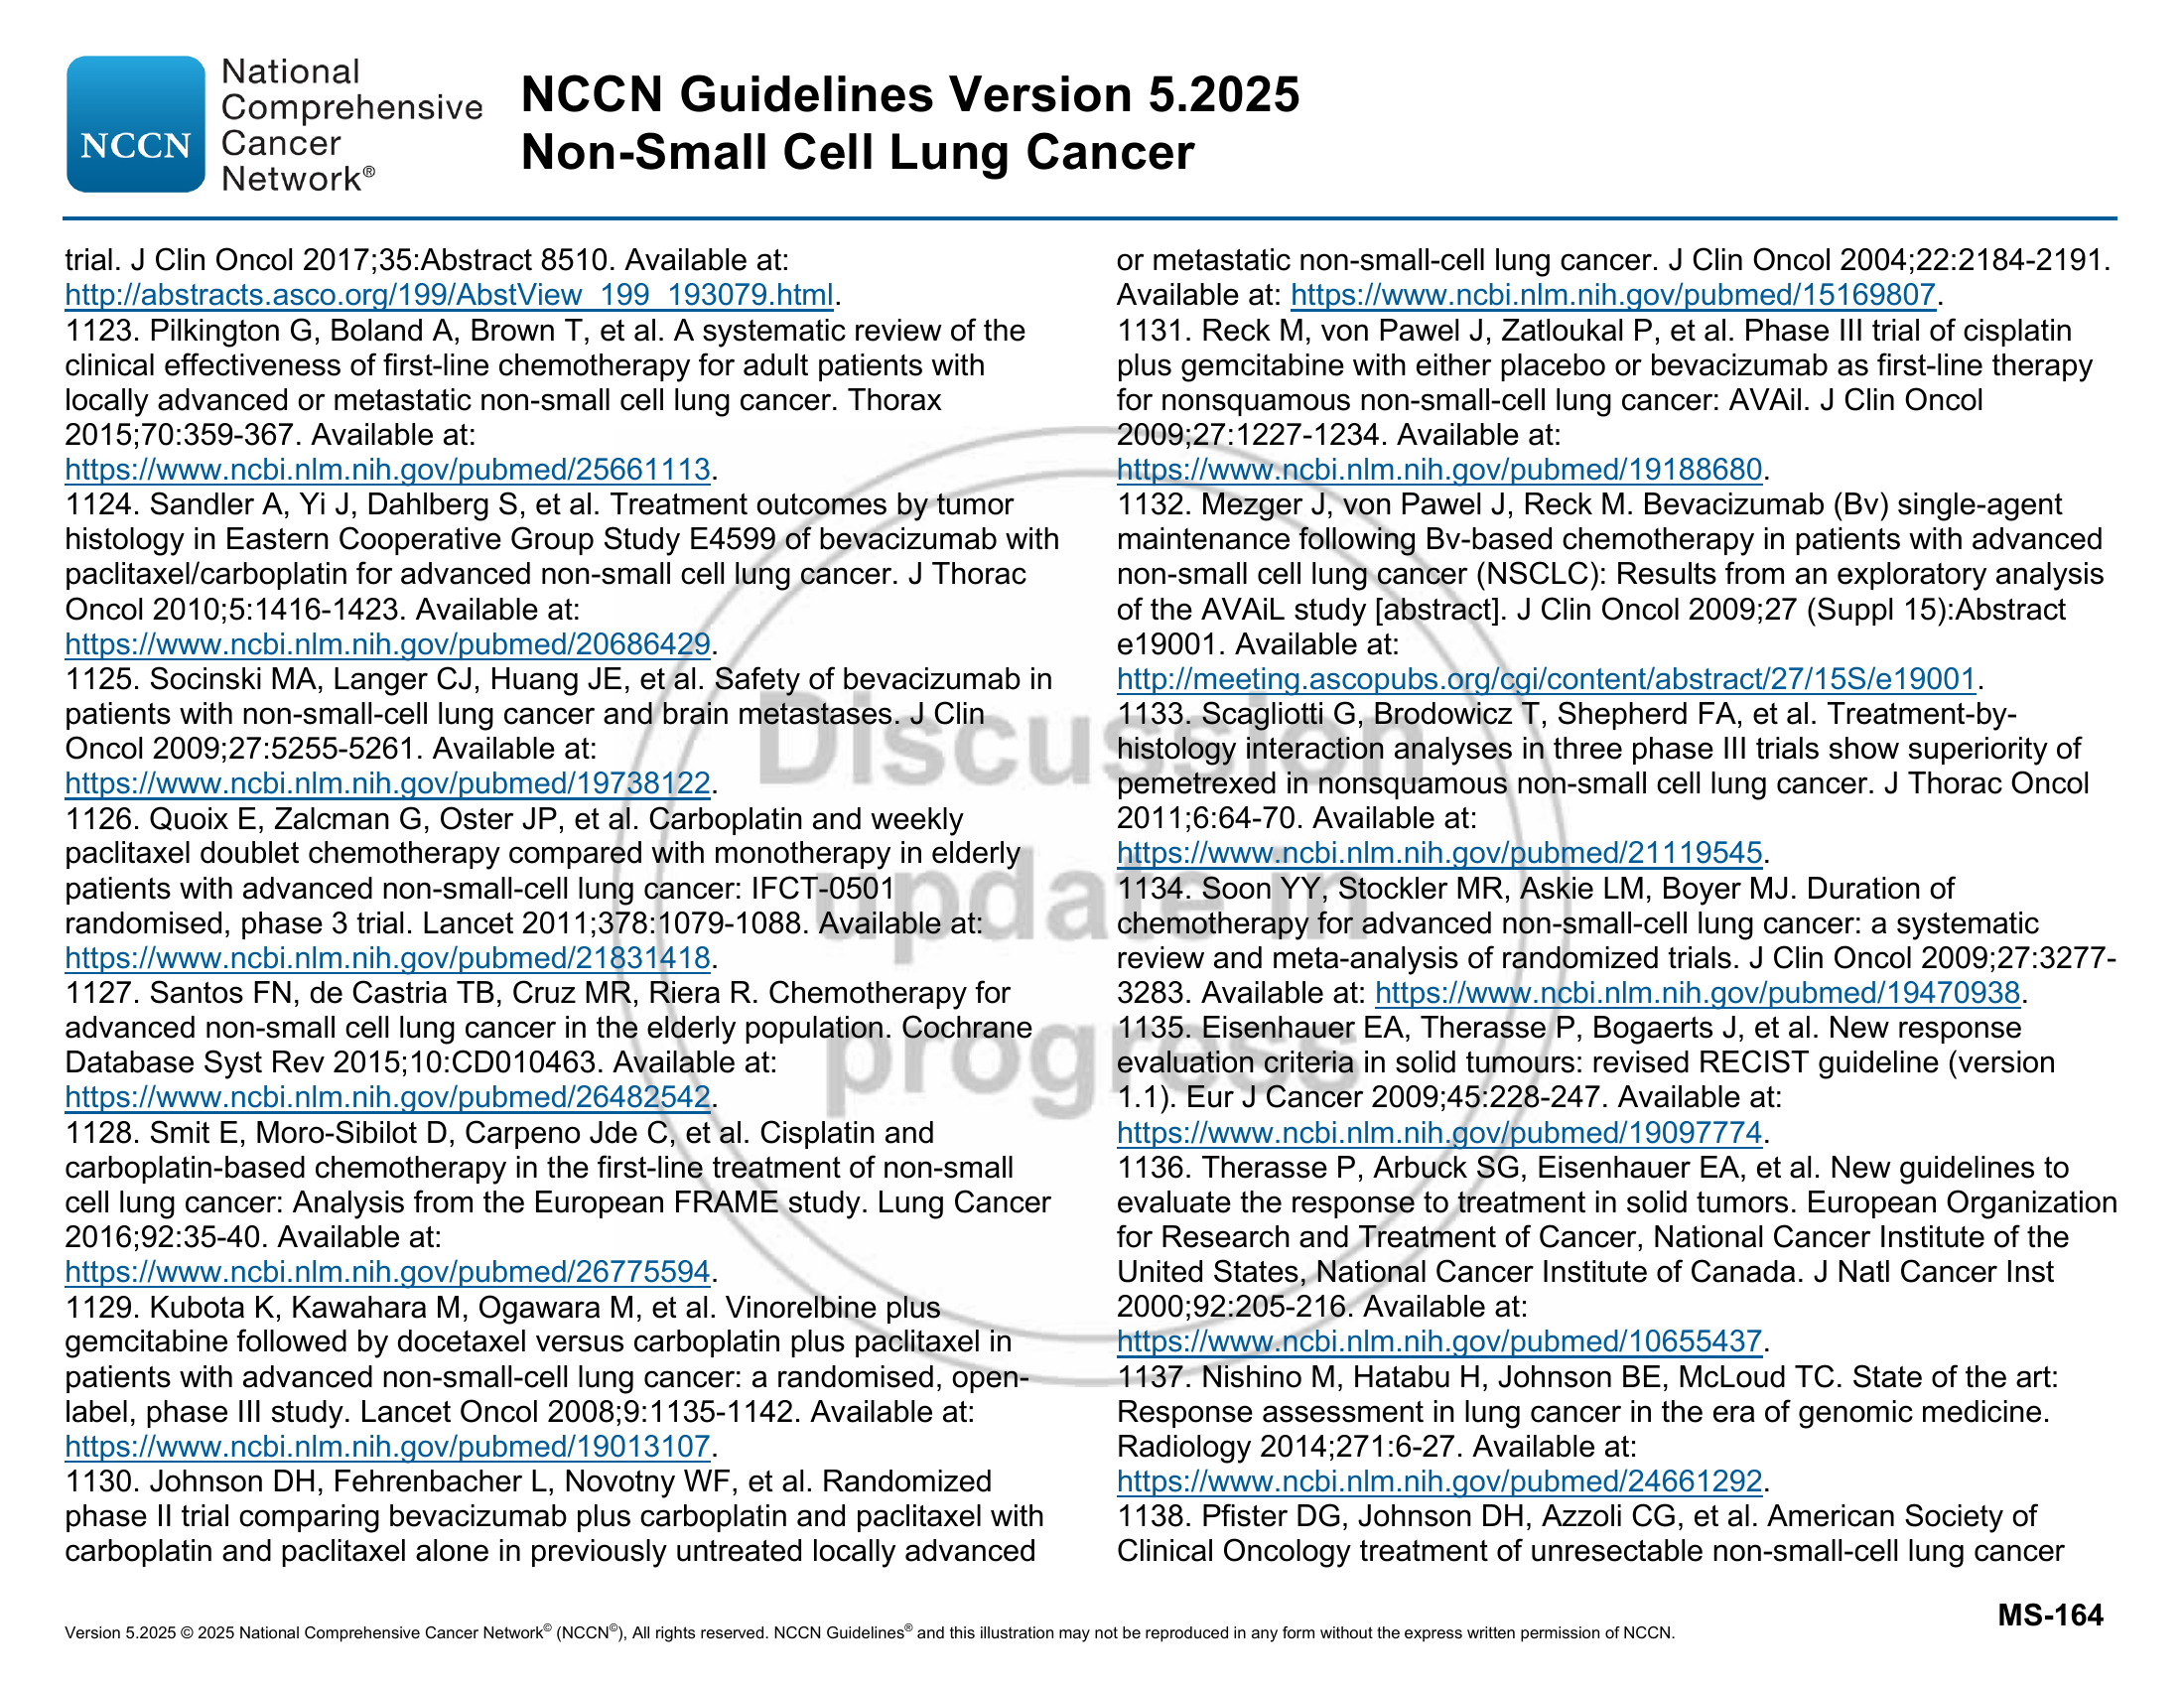 NCCN
National
Comprehensive
Cancer
Network®
NCCN Guidelines Version 5.2025
Non-Small Cell Lung Cancer
trial. J Clin Oncol 2017;35:Abstract 8510. Available at:
http://abstracts.asco.org/199/AbstView_199_193079.html.
1123. Pilkington G, Boland A, Brown T, et al. A systematic review of the
clinical effectiveness of first-line chemotherapy for adult patients with
locally advanced or metastatic non-small cell lung cancer. Thorax
2015;70:359-367. Available at:
https://www.ncbi.nlm.nih.gov/pubmed/25661113.
1124. Sandler A, Yi J, Dahlberg S, et al. Treatment outcomes by tumor
histology in Eastern Cooperative Group Study E4599 of bevacizumab with
paclitaxel/carboplatin for advanced non-small cell lung cancer. J Thorac
Oncol 2010;5:1416-1423. Available at:
https://www.ncbi.nlm.nih.gov/pubmed/20686429.
1125. Socinski MA, Langer CJ, Huang JE, et al. Safety of bevacizumab in
patients with non-small-cell lung cancer and brain metastases. J Clin
Oncol 2009;27:5255-5261. Available at:
https://www.ncbi.nlm.nih.gov/pubmed/19738122.
1126. Quoix E, Zalcman G, Oster JP, et al. Carboplatin and weekly
paclitaxel doublet chemotherapy compared with monotherapy in elderly
patients with advanced non-small-cell lung cancer: IFCT-0501
randomised, phase 3 trial. Lancet 2011;378:1079-1088. Available at:
https://www.ncbi.nlm.nih.gov/pubmed/21831418.
1127. Santos FN, de Castria TB, Cruz MR, Riera R. Chemotherapy for
advanced non-small cell lung cancer in the elderly population. Cochrane
Database Syst Rev 2015;10:CD010463. Available at:
https://www.ncbi.nlm.nih.gov/pubmed/26482542.
1128. Smit E, Moro-Sibilot D, Carpeno Jde C, et al. Cisplatin and
carboplatin-based chemotherapy in the first-line treatment of non-small
cell lung cancer: Analysis from the European FRAME study. Lung Cancer
2016;92:35-40. Available at:
https://www.ncbi.nlm.nih.gov/pubmed/26775594.
1129. Kubota K, Kawahara M, Ogawara M, et al. Vinorelbine plus
gemcitabine followed by docetaxel versus carboplatin plus paclitaxel in
patients with advanced non-small-cell lung cancer: a randomised, open-
label, phase III study. Lancet Oncol 2008;9:1135-1142. Available at:
https://www.ncbi.nlm.nih.gov/pubmed/19013107.
1130. Johnson DH, Fehrenbacher L, Novotny WF, et al. Randomized
phase II trial comparing bevacizumab plus carboplatin and paclitaxel with
carboplatin and paclitaxel alone in previously untreated locally advanced
or metastatic non-small-cell lung cancer. J Clin Oncol 2004;22:2184-2191.
Available at: https://www.ncbi.nlm.nih.gov/pubmed/15169807.
1131. Reck M, von Pawel J, Zatloukal P, et al. Phase III trial of cisplatin
plus gemcitabine with either placebo or bevacizumab as first-line therapy
for nonsquamous non-small-cell lung cancer: AVAil. J Clin Oncol
2009;27:1227-1234. Available at:
https://www.ncbi.nlm.nih.gov/pubmed/19188680.
1132. Mezger J, von Pawel J, Reck M. Bevacizumab (Bv) single-agent
maintenance following Bv-based chemotherapy in patients with advanced
non-small cell lung cancer (NSCLC): Results from an exploratory analysis
of the AVAiL study [abstract]. J Clin Oncol 2009;27 (Suppl 15):Abstract
e19001. Available at:
http://meeting.ascopubs.org/cgi/content/abstract/27/15S/e19001.
1133. Scagliotti G, Brodowicz T, Shepherd FA, et al. Treatment-by-
histology interaction analyses in three phase III trials show superiority of
pemetrexed in nonsquamous non-small cell lung cancer. J Thorac Oncol
2011;6:64-70. Available at:
https://www.ncbi.nlm.nih.gov/pubmed/21119545.
1134. Soon YY, Stockler MR, Askie LM, Boyer MJ. Duration of
chemotherapy for advanced non-small-cell lung cancer: a systematic
review and meta-analysis of randomized trials. J Clin Oncol 2009;27:3277-
3283. Available at: https://www.ncbi.nlm.nih.gov/pubmed/19470938.
1135. Eisenhauer EA, Therasse P, Bogaerts J, et al. New response
evaluation criteria in solid tumours: revised RECIST guideline (version
1.1). Eur J Cancer 2009;45:228-247. Available at:
https://www.ncbi.nlm.nih.gov/pubmed/19097774.
1136. Therasse P, Arbuck SG, Eisenhauer EA, et al. New guidelines to
evaluate the response to treatment in solid tumors. European Organization
for Research and Treatment of Cancer, National Cancer Institute of the
United States, National Cancer Institute of Canada. J Natl Cancer Inst
2000;92:205-216. Available at:
https://www.ncbi.nlm.nih.gov/pubmed/10655437.
1137. Nishino M, Hatabu H, Johnson BE, McLoud TC. State of the art:
Response assessment in lung cancer in the era of genomic medicine.
Radiology 2014;271:6-27. Available at:
https://www.ncbi.nlm.nih.gov/pubmed/24661292.
1138. Pfister DG, Johnson DH, Azzoli CG, et al. American Society of
Clinical Oncology treatment of unresectable non-small-cell lung cancer
Discussion
update in
progress
MS-164
Version 5.2025 © 2025 National Comprehensive Cancer Network© (NCCN©), All rights reserved. NCCN Guidelines® and this illustration may not be reproduced in any form without the express written permission of NCCN.